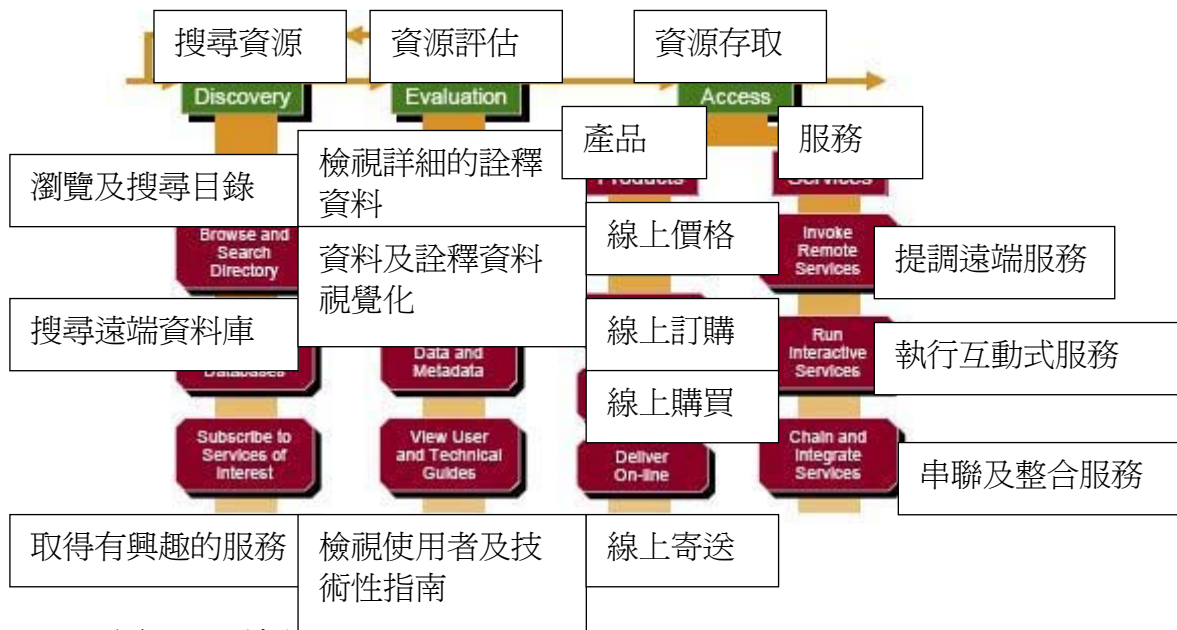 搜尋資源
資源評估
資源存取
Discovery
Evaluation
Access
產品
服務
Products
Services
瀏覽及搜尋目錄
檢視詳細的詮釋
資料
Browse and
Search
Directory
資料及詮釋資料
視覺化
線上價格
Invoke
Remote
Services
提調遠端服務
搜尋遠端資料庫
Databases
Data and
Metadata
線上訂購
Run
Interactive
Services
執行互動式服務
線上購買
Subscribe to
Services of
Interest
View User
and Technical
Guides
Deliver
On-line
Chain and
Integrate
Services
串聯及整合服務
取得有興趣的服務
檢視使用者及技
術性指南
線上寄送